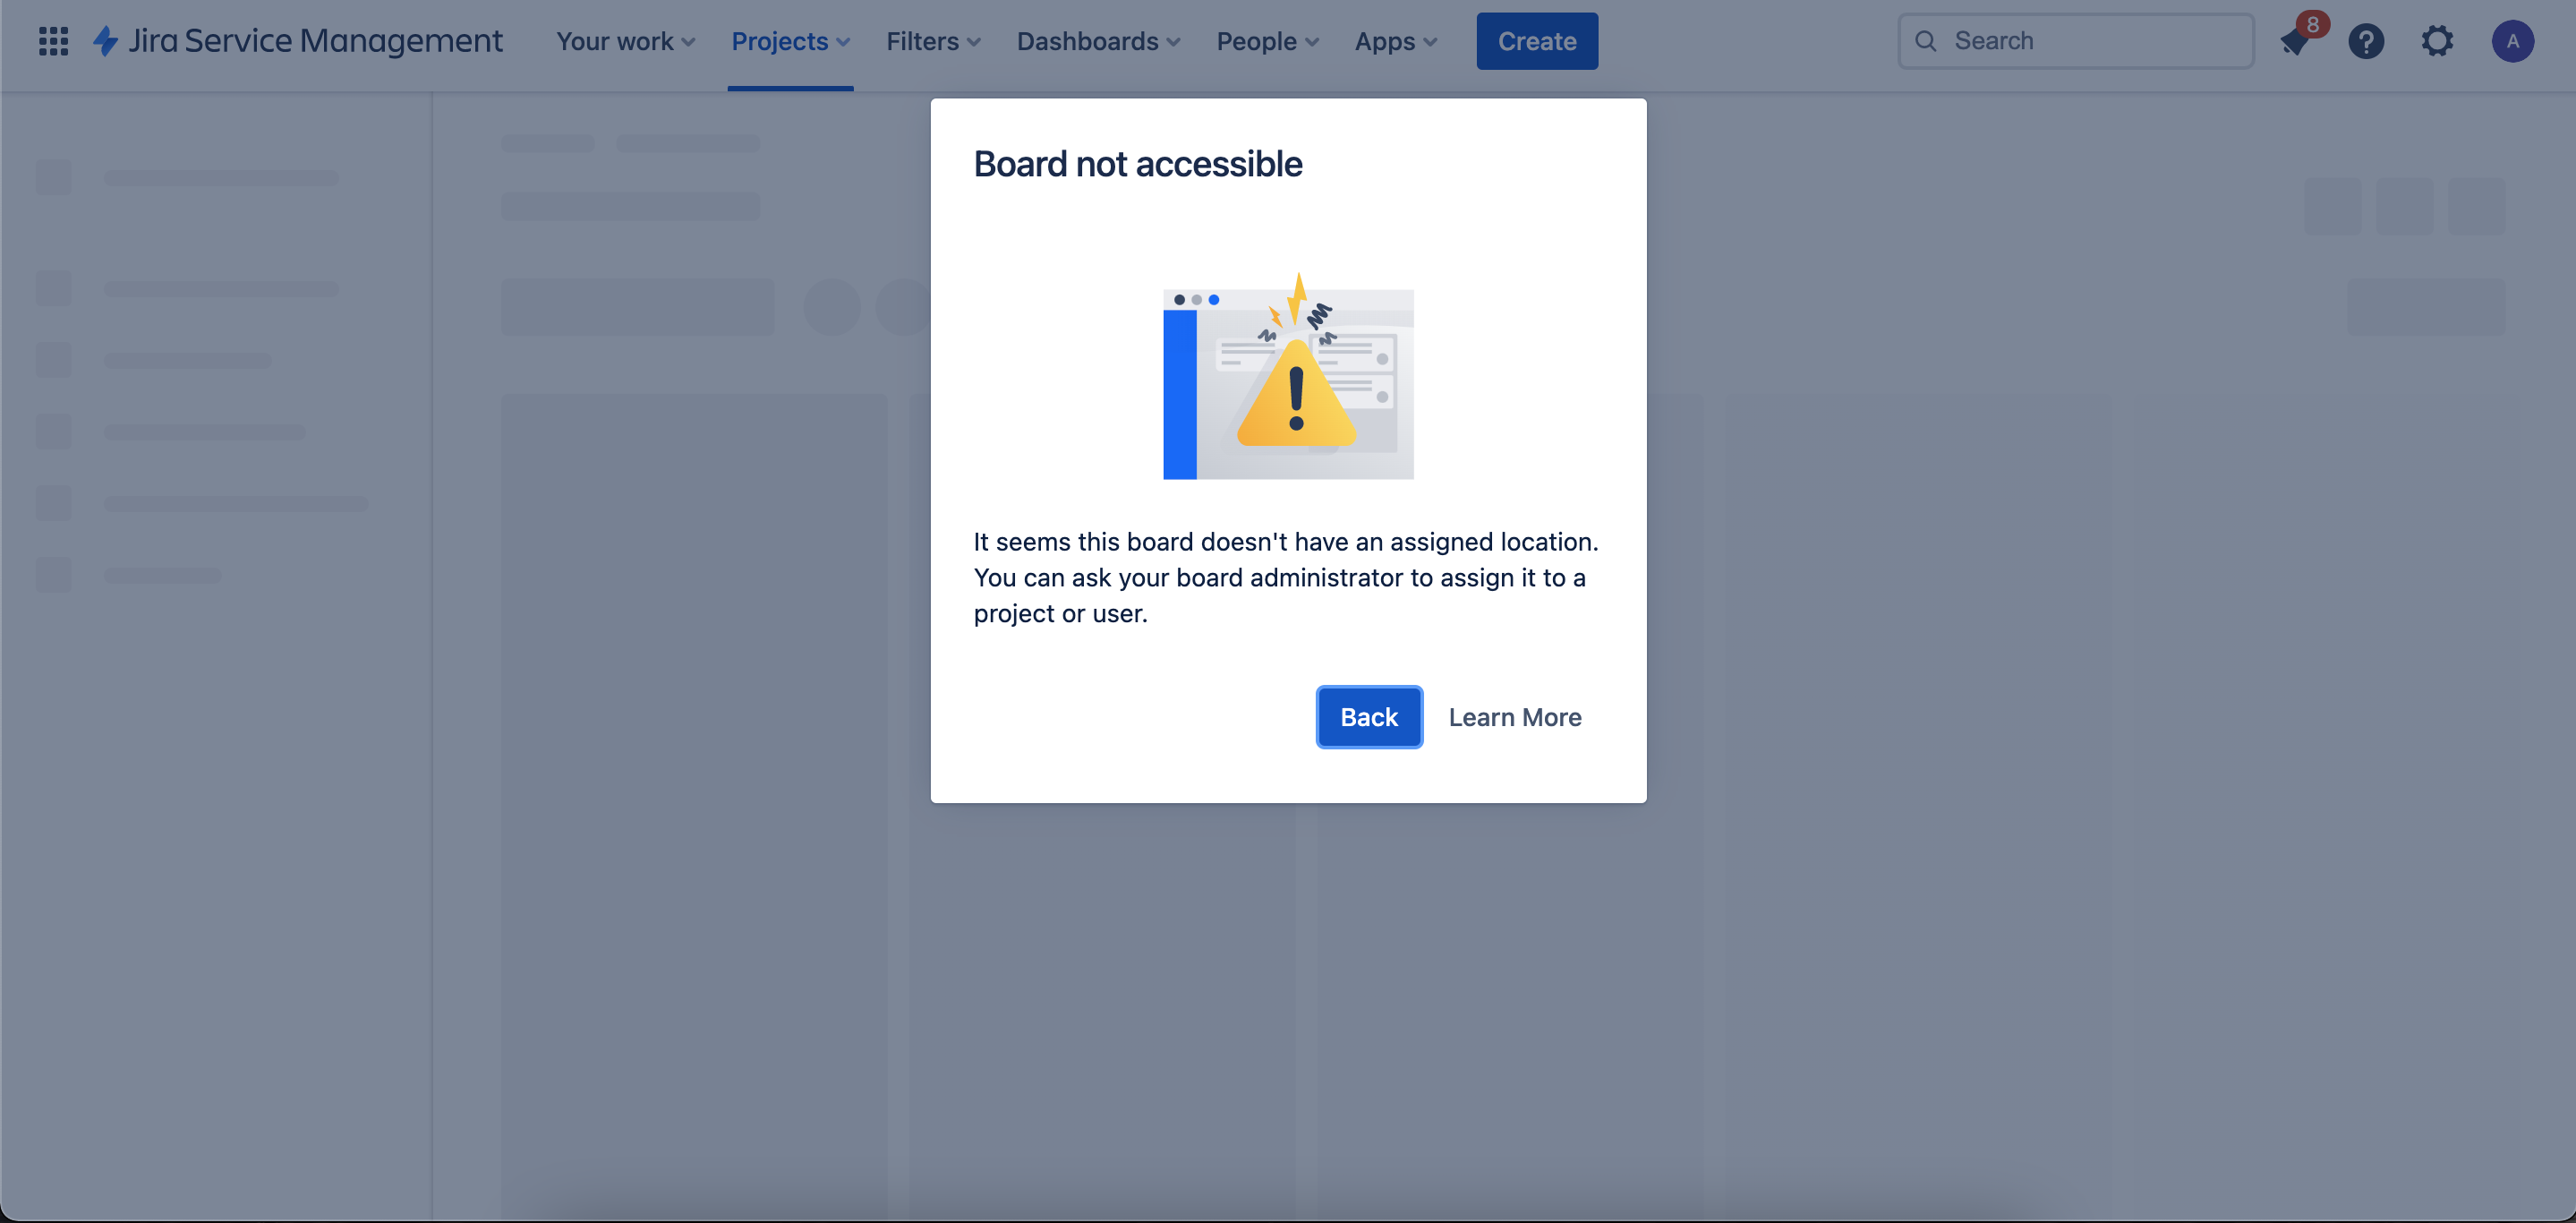 Jira Service Management Your work Projects Filters Dashboards People Apps Create Search 8 ? A
Board not accessible
It seems this board doesn't have an assigned location.
You can ask your board administrator to assign it to a
project or user.
Back Learn More